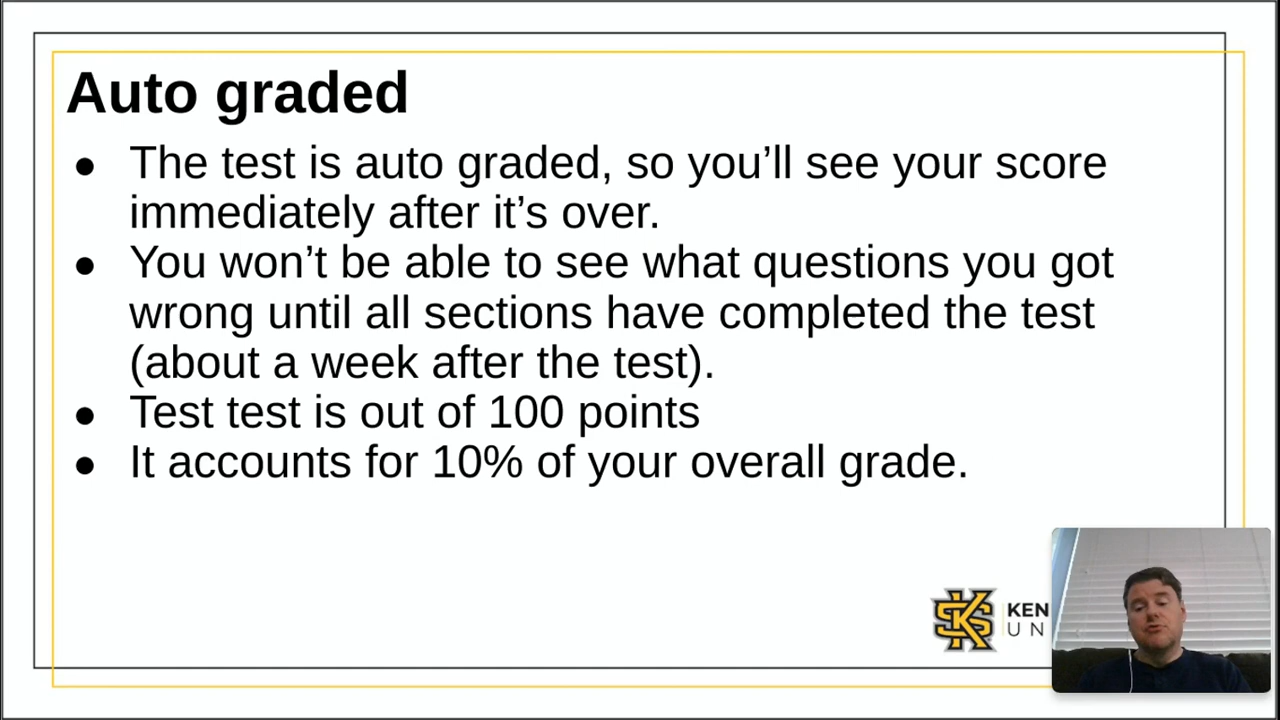 Auto graded
● The test is auto graded, so you’ll see your score
immediately after it’s over.
● You won’t be able to see what questions you got
wrong until all sections have completed the test
(about a week after the test).
● Test test is out of 100 points
● It accounts for 10% of your overall grade.
KS
KEN
UN